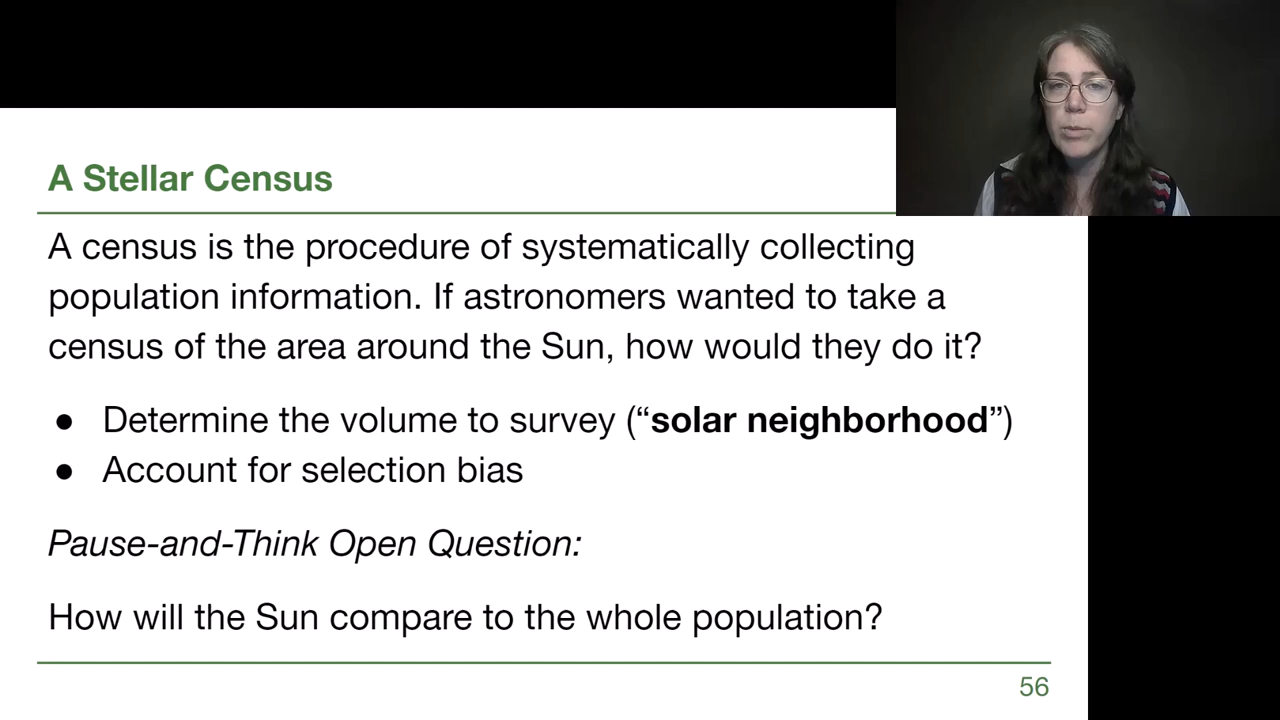 A Stellar Census
A census is the procedure of systematically collecting
population information. If astronomers wanted to take a
census of the area around the Sun, how would they do it?
● Determine the volume to survey (“solar neighborhood”)
● Account for selection bias
Pause-and-Think Open Question:
How will the Sun compare to the whole population?
56